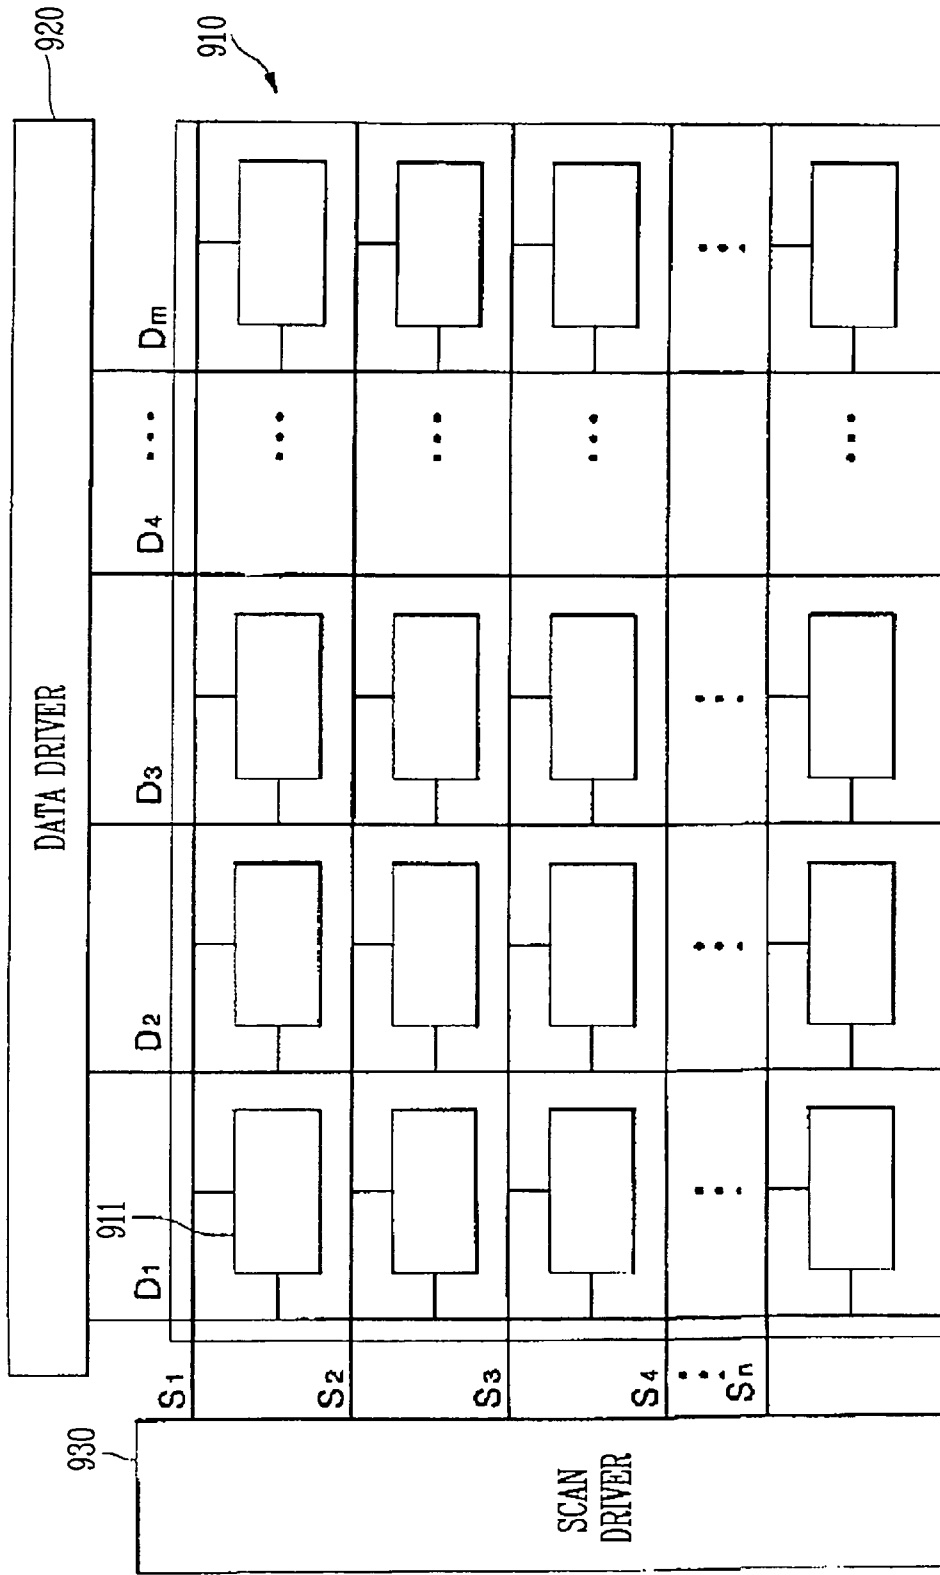 920
DATA DRIVER
910
D1
D2
D3
D4
...
Dm
911
930
SCAN
DRIVER
S1
S2
S3
S4
...
Sn